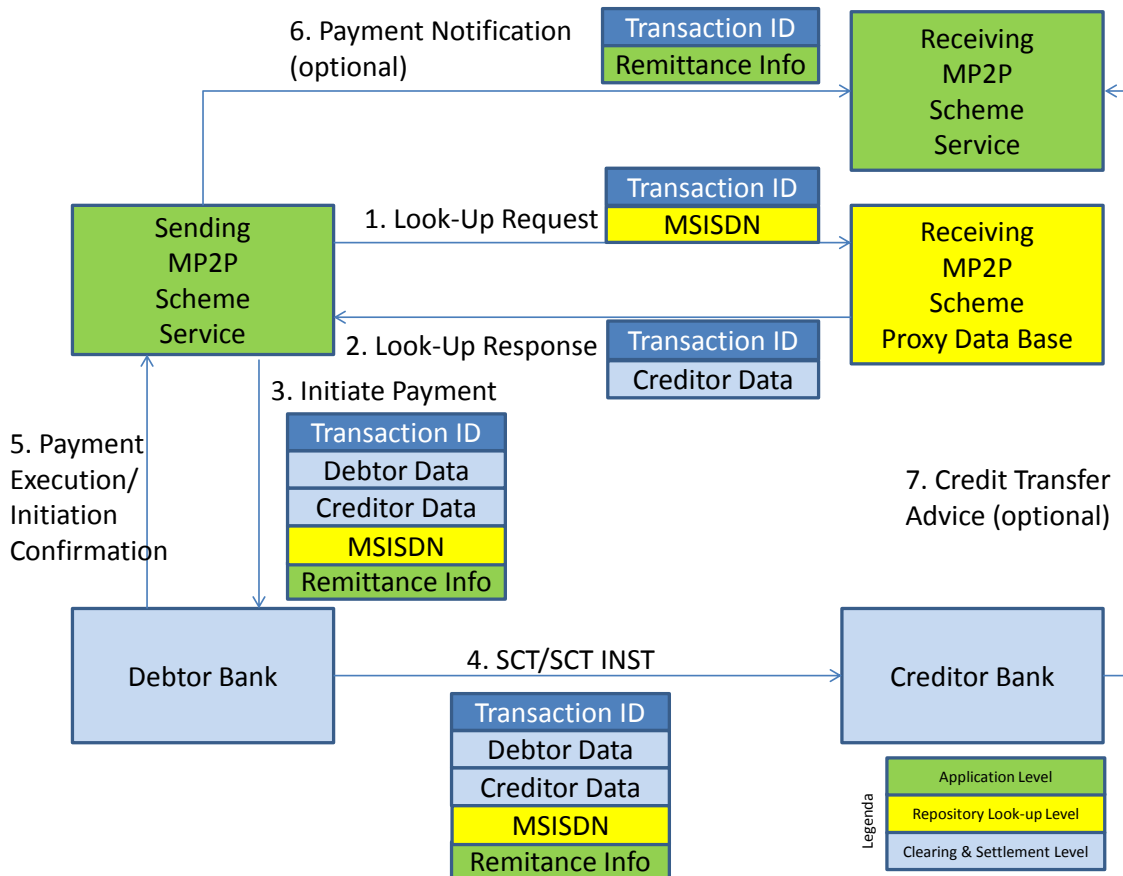 6. Payment Notification
(optional)
Transaction ID
Remittance Info
Receiving
MP2P
Scheme
Service
Sending
MP2P
Scheme
Service
1. Look-Up Request
Transaction ID
MSISDN
Receiving
MP2P
Scheme
Proxy Data Base
2. Look-Up Response
Transaction ID
Creditor Data
3. Initiate Payment
Transaction ID
Debtor Data
Creditor Data
MSISDN
Remittance Info
5. Payment
Execution/
Initiation
Confirmation
7. Credit Transfer
Advice (optional)
Debtor Bank
4. SCT/SCT INST
Creditor Bank
Transaction ID
Debtor Data
Creditor Data
MSISDN
Remitance Info
Legenda
Application Level
Repository Look-up Level
Clearing & Settlement Level